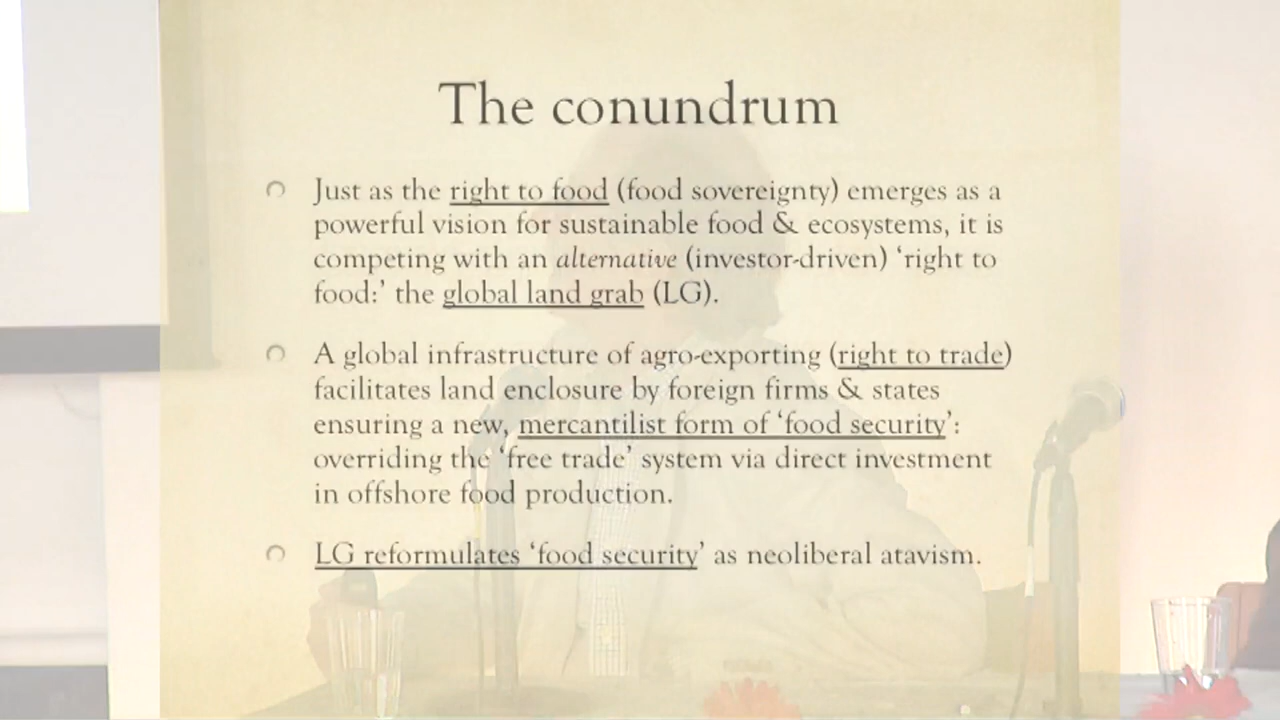 The conundrum
Just as the right to food (food sovereignty) emerges as a
powerful vision for sustainable food & ecosystems, it is
competing with an alternative (investor-driven) ‘right to
food:’ the global land grab (LG).
A global infrastructure of agro-exporting (right to trade)
facilitates land enclosure by foreign firms & states
ensuring a new, mercantilist form of ‘food security’:
overriding the ‘free trade’ system via direct investment
in offshore food production.
LG reformulates ‘food security’ as neoliberal atavism.